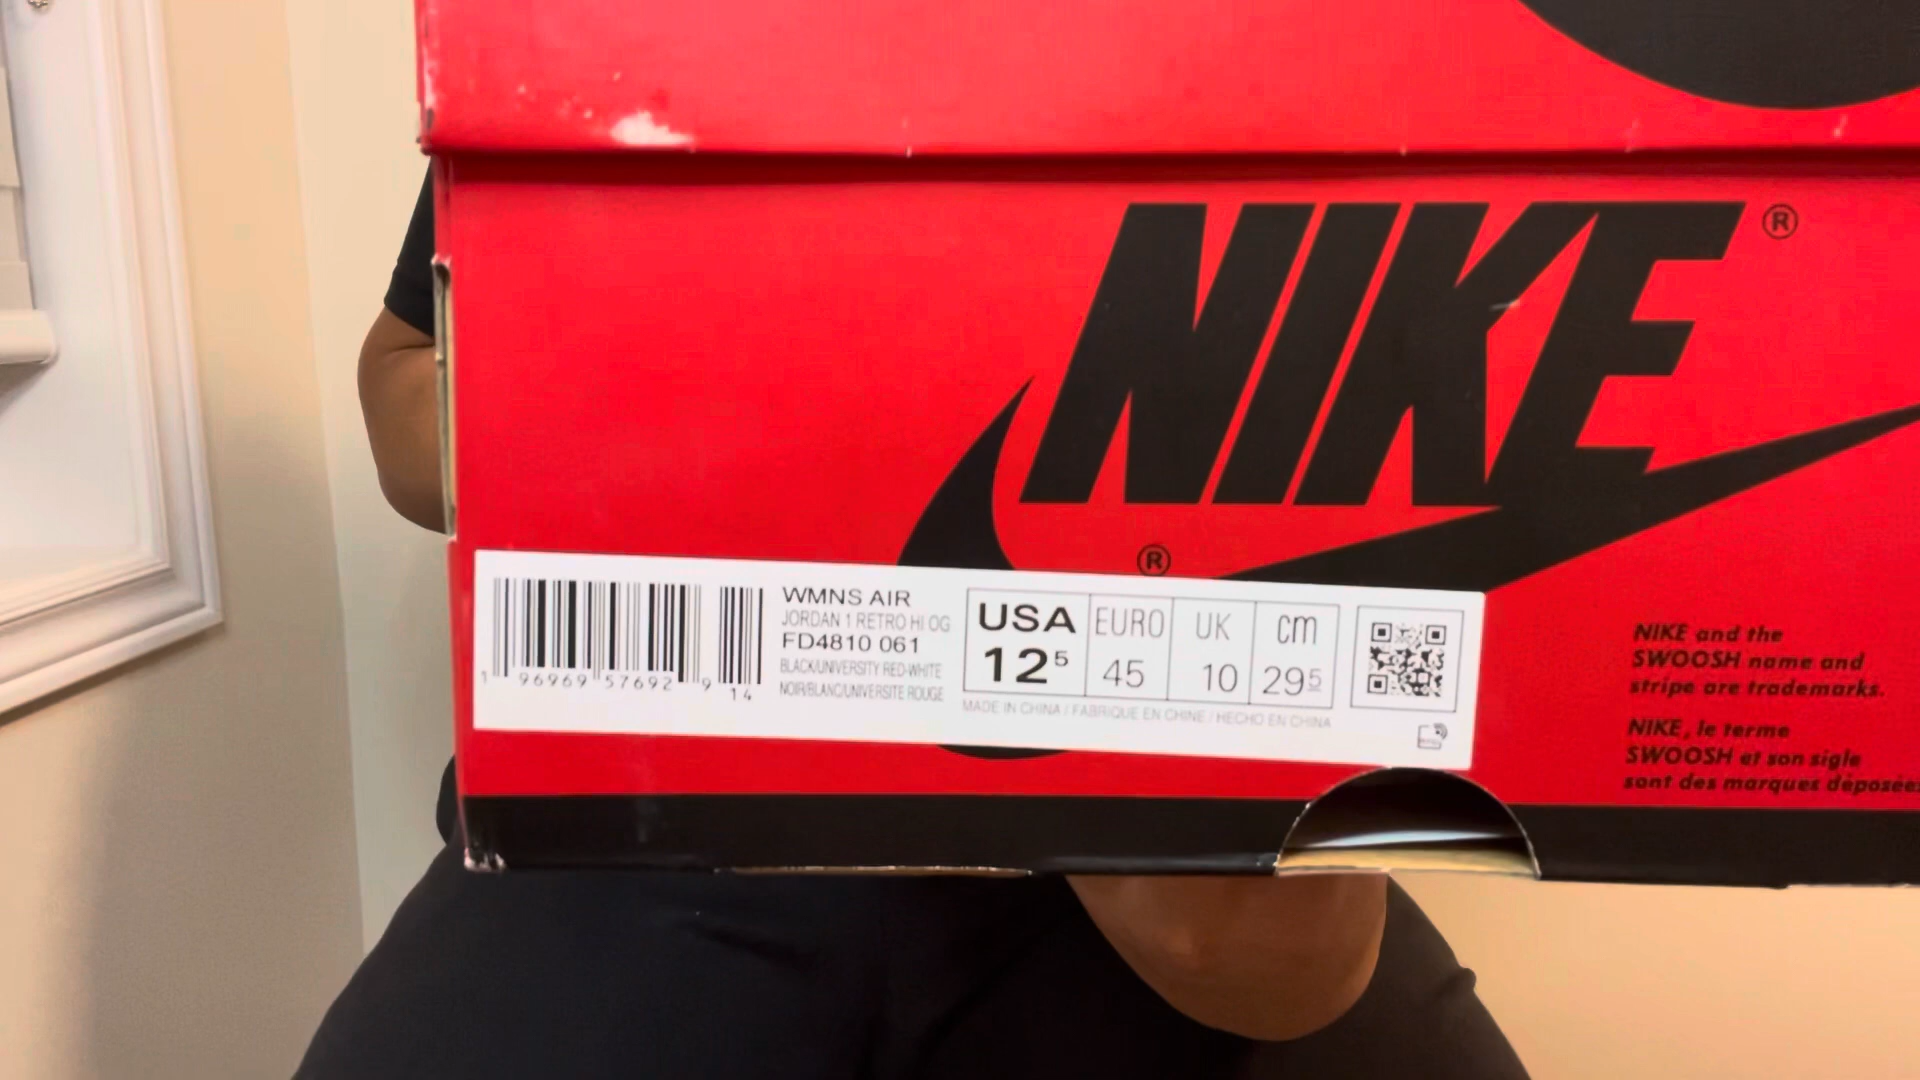 NIKE®
®
WMNS AIR
JORDAN 1 RETRO HI OG
FD4810 061
BLACK/UNIVERSITY RED-WHITE
NOIR/BLANC/UNIVERSITE ROUGE
1 96969 57692 9 14
USA EURO UK cm
12⁵ 45 10 29⁵
MADE IN CHINA / FABRIQUE EN CHINE / HECHO EN CHINA
NIKE and the
SWOOSH name and
stripe are trademarks.
NIKE, le terme
SWOOSH et son sigle
sont des marques déposées